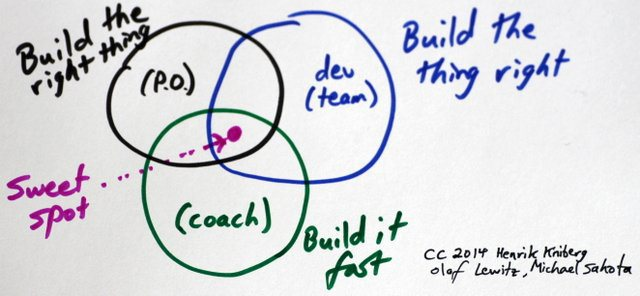 Build the
right thing
(P.O.)
dev
(team)
Build the
thing right
sweet
spot
(coach)
Build it
fast
CC 2014 Henrik Kniberg
Olaf Lewitz, Michael Sahota